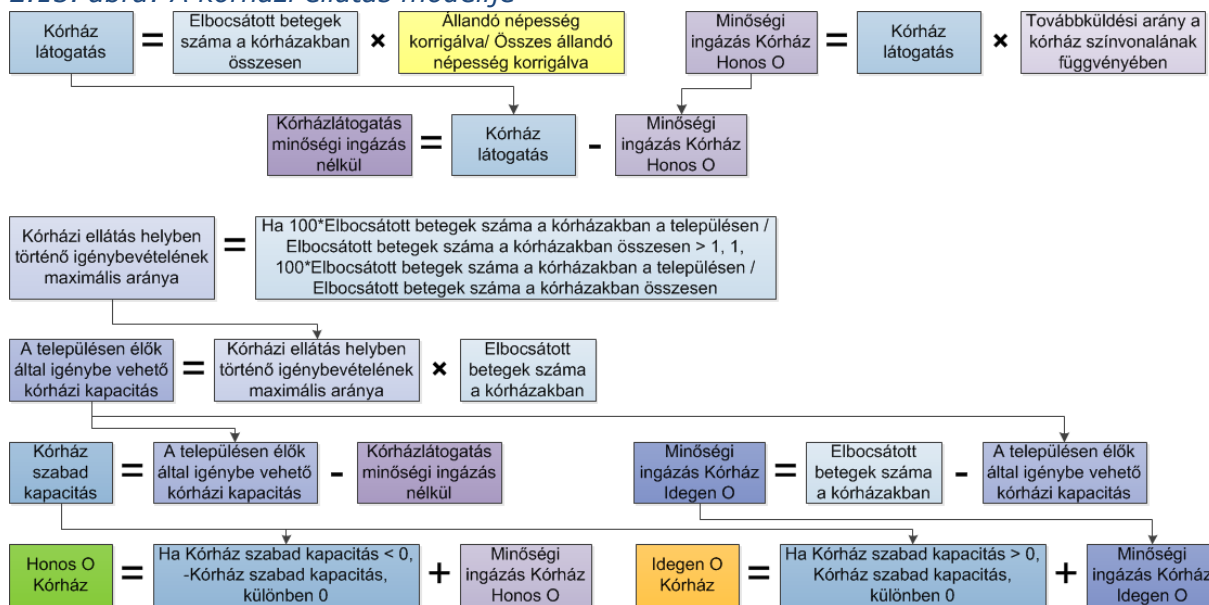 2.13. ábra: A kórházi ellátás modellje
Kórház
látogatás
=
Elbocsátott betegek
száma a kórházakban
összesen
×
Állandó népesség
korrigálva/ Összes állandó
népesség korrigálva
Minőségi
ingázás Kórház
Honos O
=
Kórház
látogatás
×
Továbbküldési arány a
kórház színvonalának
függvényében
Kórházlátogatás
minőségi ingázás
nélkül
=
Kórház
látogatás
-
Minőségi
ingázás Kórház
Honos O
Kórházi ellátás helyben
történő igénybevételének
maximális aránya
=
Ha 100*Elbocsátott betegek száma a kórházakban a településen /
Elbocsátott betegek száma a kórházakban összesen > 1, 1,
100*Elbocsátott betegek száma a kórházakban a településen /
Elbocsátott betegek száma a kórházakban összesen
A településen élők
által igénybe vehető
kórházi kapacitás
=
Kórházi ellátás helyben
történő igénybevételének
maximális aránya
×
Elbocsátott
betegek száma
a kórházakban
Kórház
szabad
kapacitás
=
A településen élők
által igénybe vehető
kórházi kapacitás
-
Kórházlátogatás
minőségi ingázás
nélkül
Minőségi
ingázás Kórház
Idegen O
=
Elbocsátott
betegek száma
a kórházakban
-
A településen élők
által igénybe vehető
kórházi kapacitás
Honos O
Kórház
=
Ha Kórház szabad kapacitás < 0,
-Kórház szabad kapacitás,
különben 0
+
Minőségi
ingázás Kórház
Honos O
Idegen O
Kórház
=
Ha Kórház szabad kapacitás > 0,
Kórház szabad kapacitás,
különben 0
+
Minőségi
ingázás Kórház
Idegen O